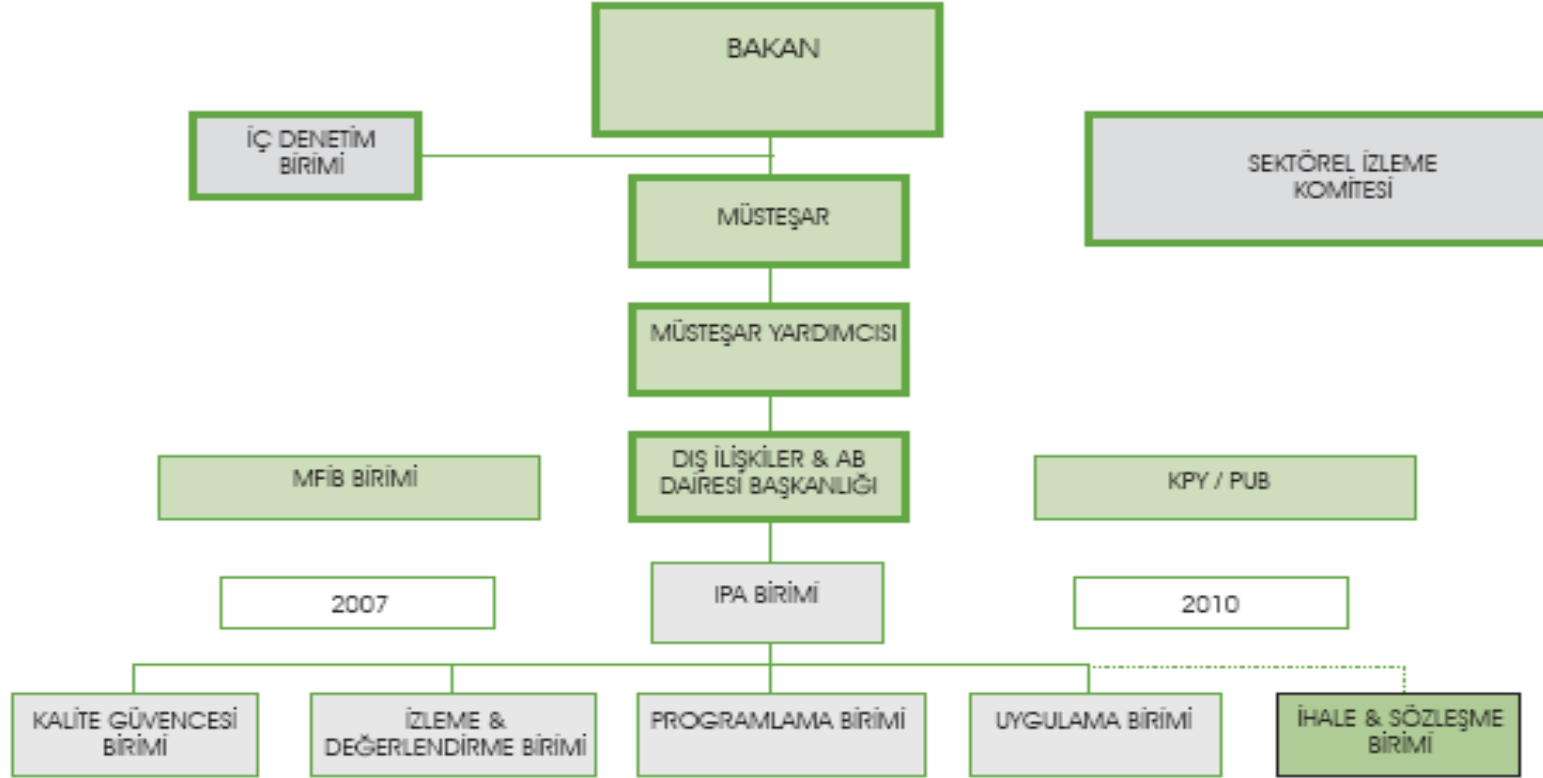 BAKAN
İÇ DENETİM
BİRİMİ
SEKTÖREL İZLEME
KOMİTESİ
MÜSTEŞAR
MÜSTEŞAR YARDIMCISI
DIŞ İLİŞKİLER & AB
DAİRESİ BAŞKANLIĞI
MFİB BİRİMİ
KPY / PUB
IPA BİRİMİ
2007
2010
KALİTE GÜVENCESİ
BİRİMİ
İZLEME &
DEĞERLENDİRME BİRİMİ
PROGRAMLAMA BİRİMİ
UYGULAMA BİRİMİ
İHALE & SÖZLEŞME
BİRİMİ